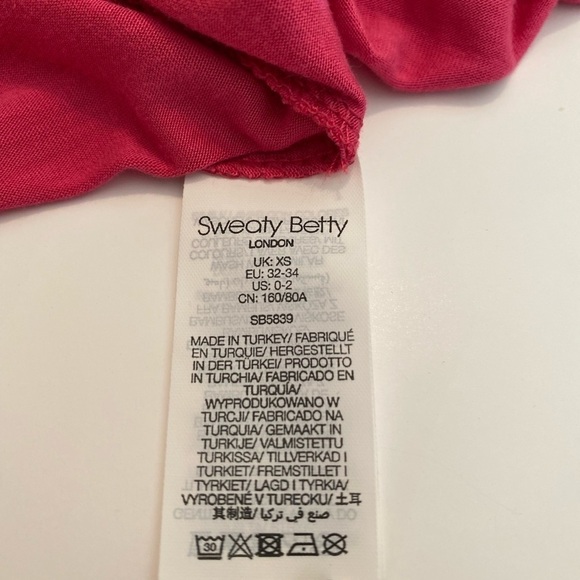 Sweaty Betty
LONDON
UK: XS
EU: 32-34
US: 0-2
CN: 160/80A
SB5839
MADE IN TURKEY/ FABRIQUÉ
EN TURQUIE/ HERGESTELLT
IN DER TÜRKEI/ PRODOTTO
IN TURCHIA/ FABRICADO EN
TURQUÍA/
WYPRODUKOWANO W
TURCJI/ FABRICADO NA
TURQUIA/ GEMAAKT IN
TURKIJE/ VALMISTETTU
TURKISSA/ TILLVERKAD I
TURKIET/ FREMSTILLET I
TYRKIET/ LAGD I TYRKIA/
VYROBENÉ V TURECKU/ 土耳
其制造/ صنع في تركيا/
30